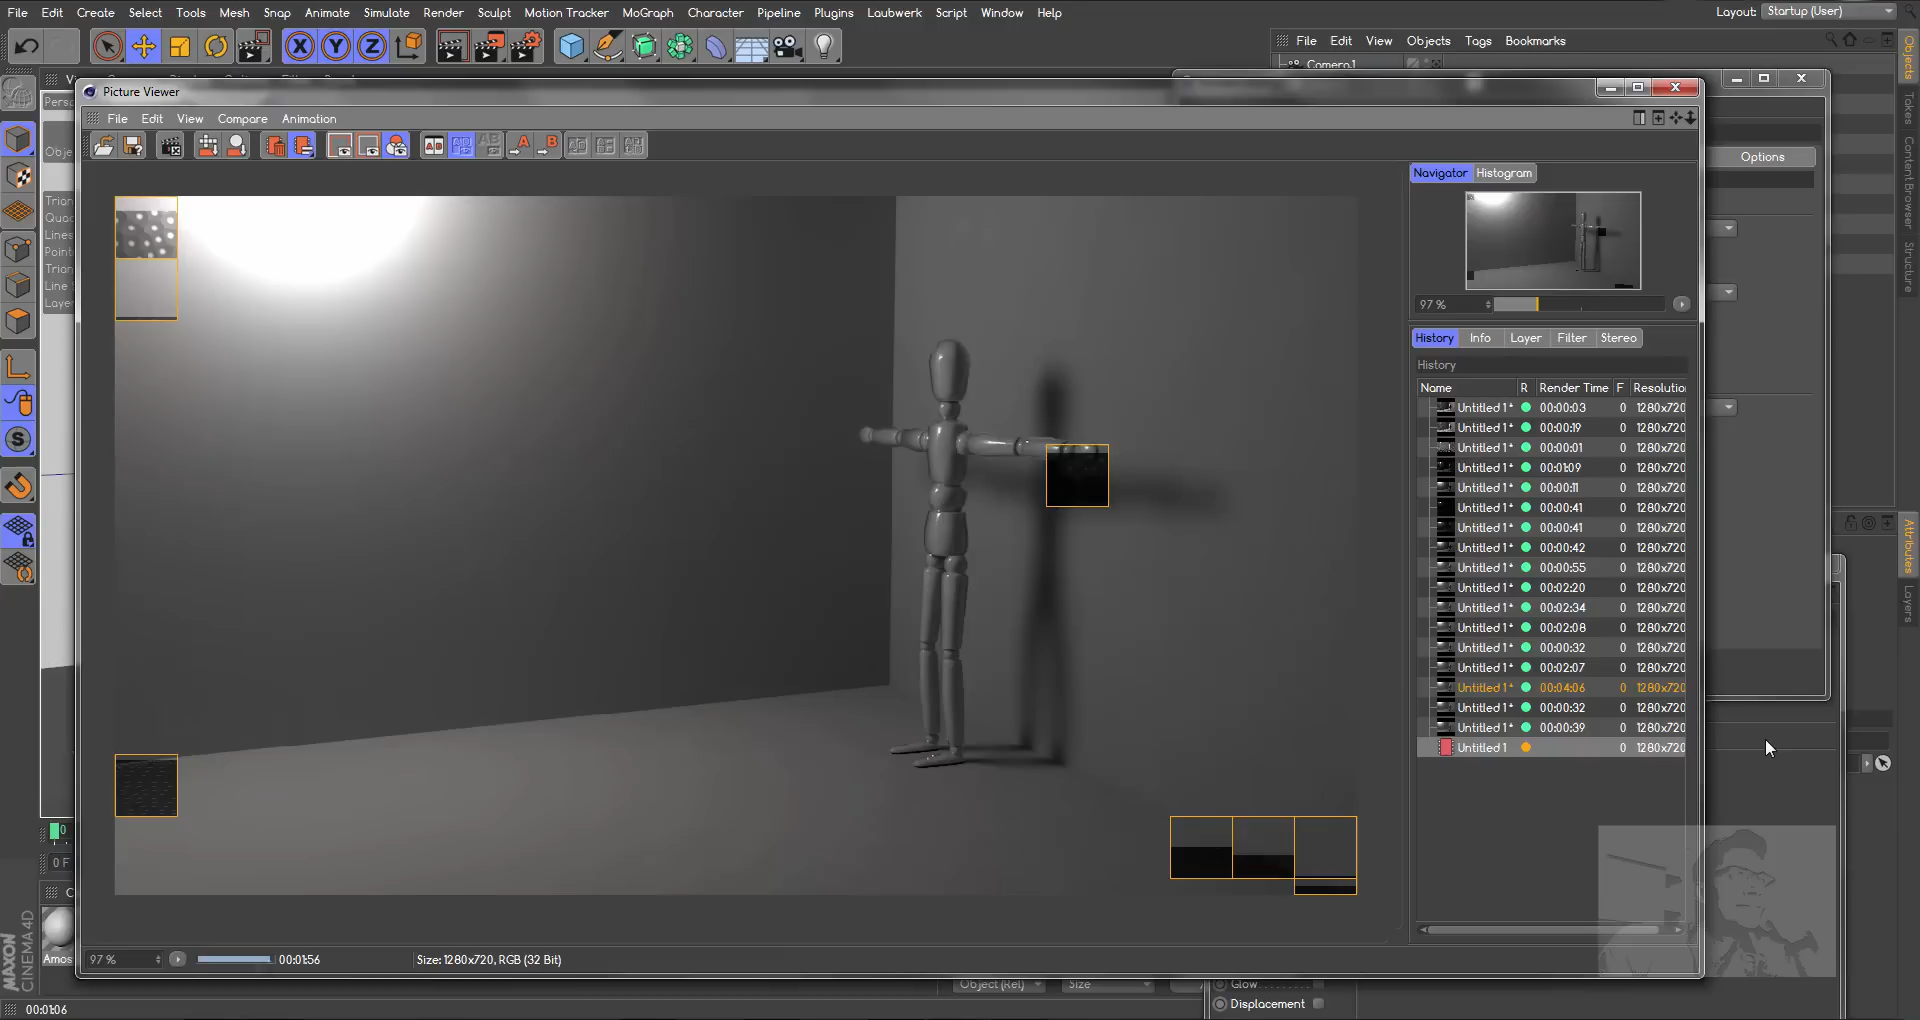 File Edit Create Select Tools Mesh Snap Animate Simulate Render Sculpt Motion Tracker MoGraph Character Pipeline Plugins Laubwerk Script Window Help
Layout: Startup (User)
File Edit View Objects Tags Bookmarks
Camera.1
Picture Viewer
File Edit View Compare Animation
Options
Navigator Histogram
97 %
History Info Layer Filter Stereo
History
Name R Render Time F Resolutio
Untitled 1* 00:00:03 0 1280x720
Untitled 1* 00:00:19 0 1280x720
Untitled 1* 00:00:01 0 1280x720
Untitled 1* 00:01:09 0 1280x720
Untitled 1* 00:00:11 0 1280x720
Untitled 1* 00:00:41 0 1280x720
Untitled 1* 00:00:41 0 1280x720
Untitled 1* 00:00:42 0 1280x720
Untitled 1* 00:00:55 0 1280x720
Untitled 1* 00:02:20 0 1280x720
Untitled 1* 00:02:34 0 1280x720
Untitled 1* 00:02:08 0 1280x720
Untitled 1* 00:00:32 0 1280x720
Untitled 1* 00:02:07 0 1280x720
Untitled 1* 00:04:06 0 1280x720
Untitled 1* 00:00:32 0 1280x720
Untitled 1* 00:00:39 0 1280x720
Untitled 1 0 1280x720
Persp
Obje
Trian
Quad
Lines
Point
Trian
Line S
Layer
Objects
Takes
Content Browser
Structure
Attributes
Layers
0
0 F
C
Amos
MAXON
CINEMA 4D
97 % 00:01:56 Size: 1280x720, RGB (32 Bit)
Object (Rel) Size
Glow
Displacement
00:01:06